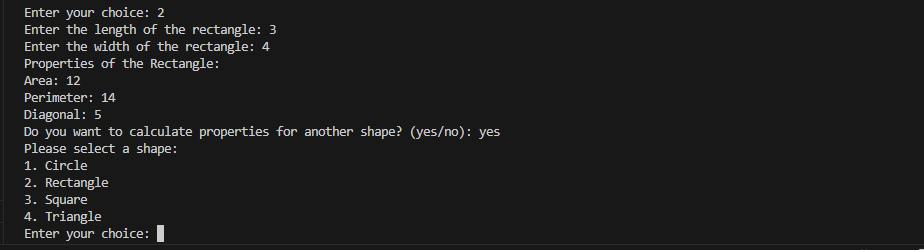 Enter your choice: 2
Enter the length of the rectangle: 3
Enter the width of the rectangle: 4
Properties of the Rectangle:
Area: 12
Perimeter: 14
Diagonal: 5
Do you want to calculate properties for another shape? (yes/no): yes
Please select a shape:
1. Circle
2. Rectangle
3. Square
4. Triangle
Enter your choice: